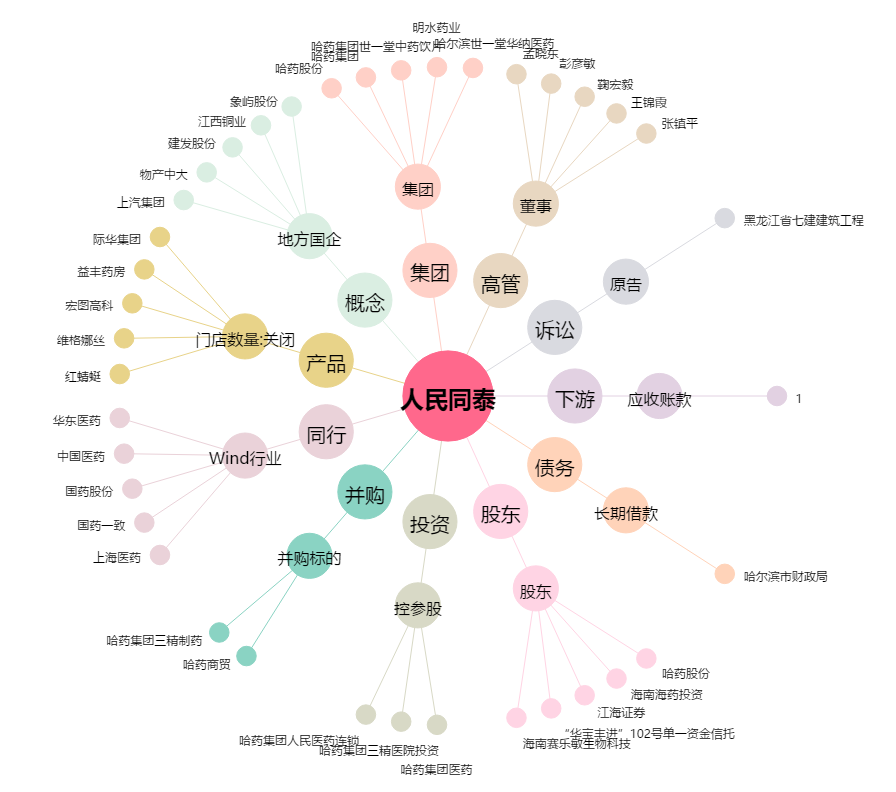 明水药业
哈药集团世一堂中药饮片
哈尔滨世一堂华纳医药
哈药集团
哈药股份
孟晓东
彭彦敏
鞠宏毅
王锦霞
张镇平
象屿股份
江西铜业
建发股份
物产中大
上汽集团
集团
董事
地方国企
原告
黑龙江省七建建筑工程
际华集团
益丰药房
宏图高科
维格娜丝
红蜻蜓
集团
高管
概念
诉讼
门店数量:关闭
产品
人民同泰
下游
应收账款
1
华东医药
中国医药
国药股份
国药一致
上海医药
同行
Wind行业
并购
投资
股东
债务
长期借款
哈尔滨市财政局
并购标的
控参股
股东
哈药集团三精制药
哈药商贸
哈药股份
海南海药投资
江海证券
“华宝丰进”102号单一资金信托
海南赛乐敏生物科技
哈药集团人民医药连锁
哈药集团三精医院投资
哈药集团医药